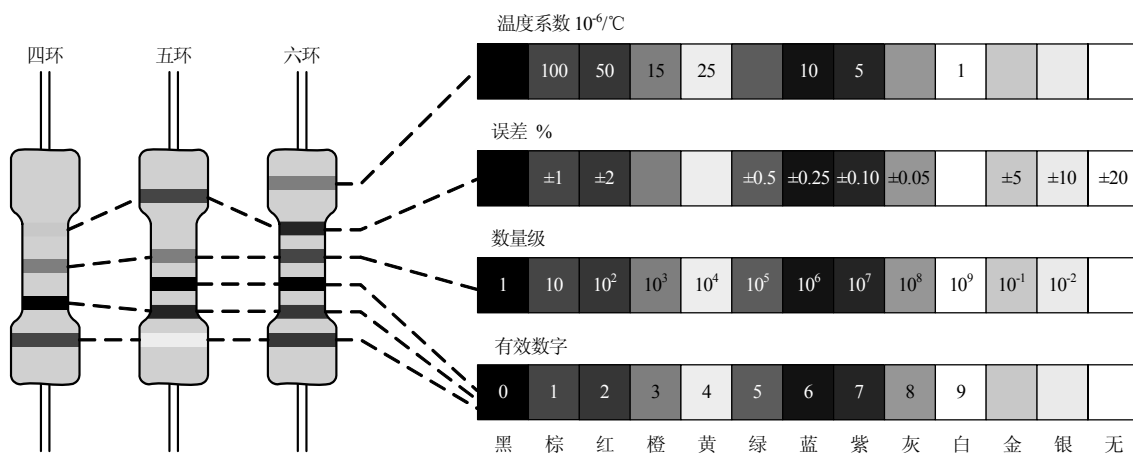 温度系数 10⁻⁶/℃
四环 五环 六环
100 50 15 25 10 5 1
误差 %
±1 ±2 ±0.5 ±0.25 ±0.10 ±0.05 ±5 ±10 ±20
数量级
1 10 10² 10³ 10⁴ 10⁵ 10⁶ 10⁷ 10⁸ 10⁹ 10⁻¹ 10⁻²
有效数字
0 1 2 3 4 5 6 7 8 9
黑 棕 红 橙 黄 绿 蓝 紫 灰 白 金 银 无